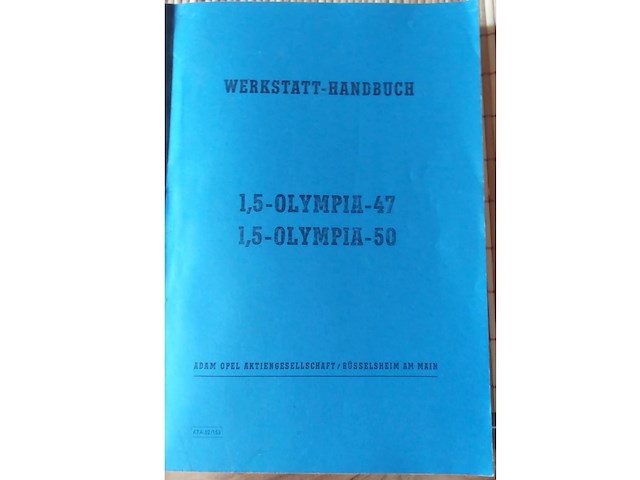 WERKSTATT-HANDBUCH
1,5-OLYMPIA-47
1,5-OLYMPIA-50
ADAM OPEL AKTIENGESELLSCHAFT/RÜSSELSHEIM AM MAIN